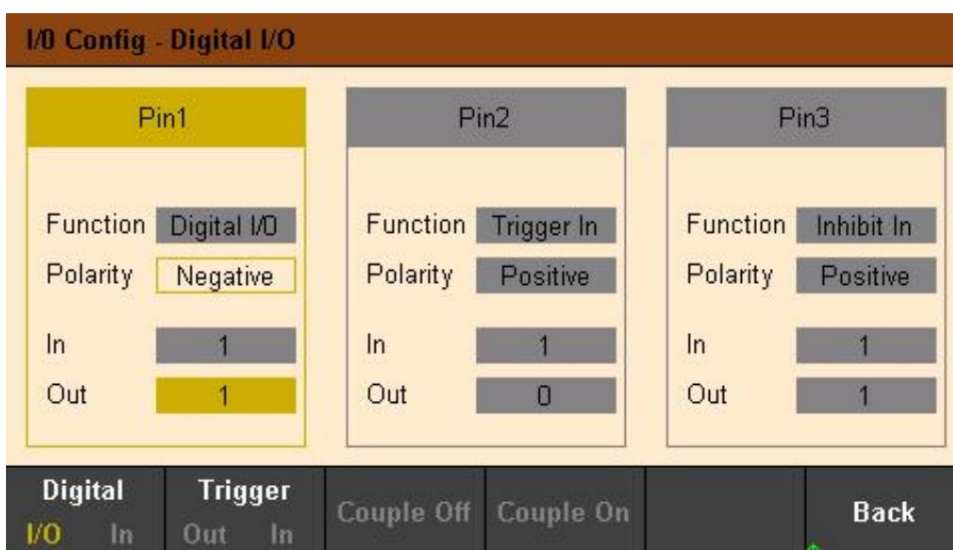 I/O Config - Digital I/O
Pin1
Function Digital I/O
Polarity Negative
In 1
Out 1
Pin2
Function Trigger In
Polarity Positive
In 1
Out 0
Pin3
Function Inhibit In
Polarity Positive
In 1
Out 1
Digital
I/O In
Trigger
Out In
Couple Off
Couple On
Back